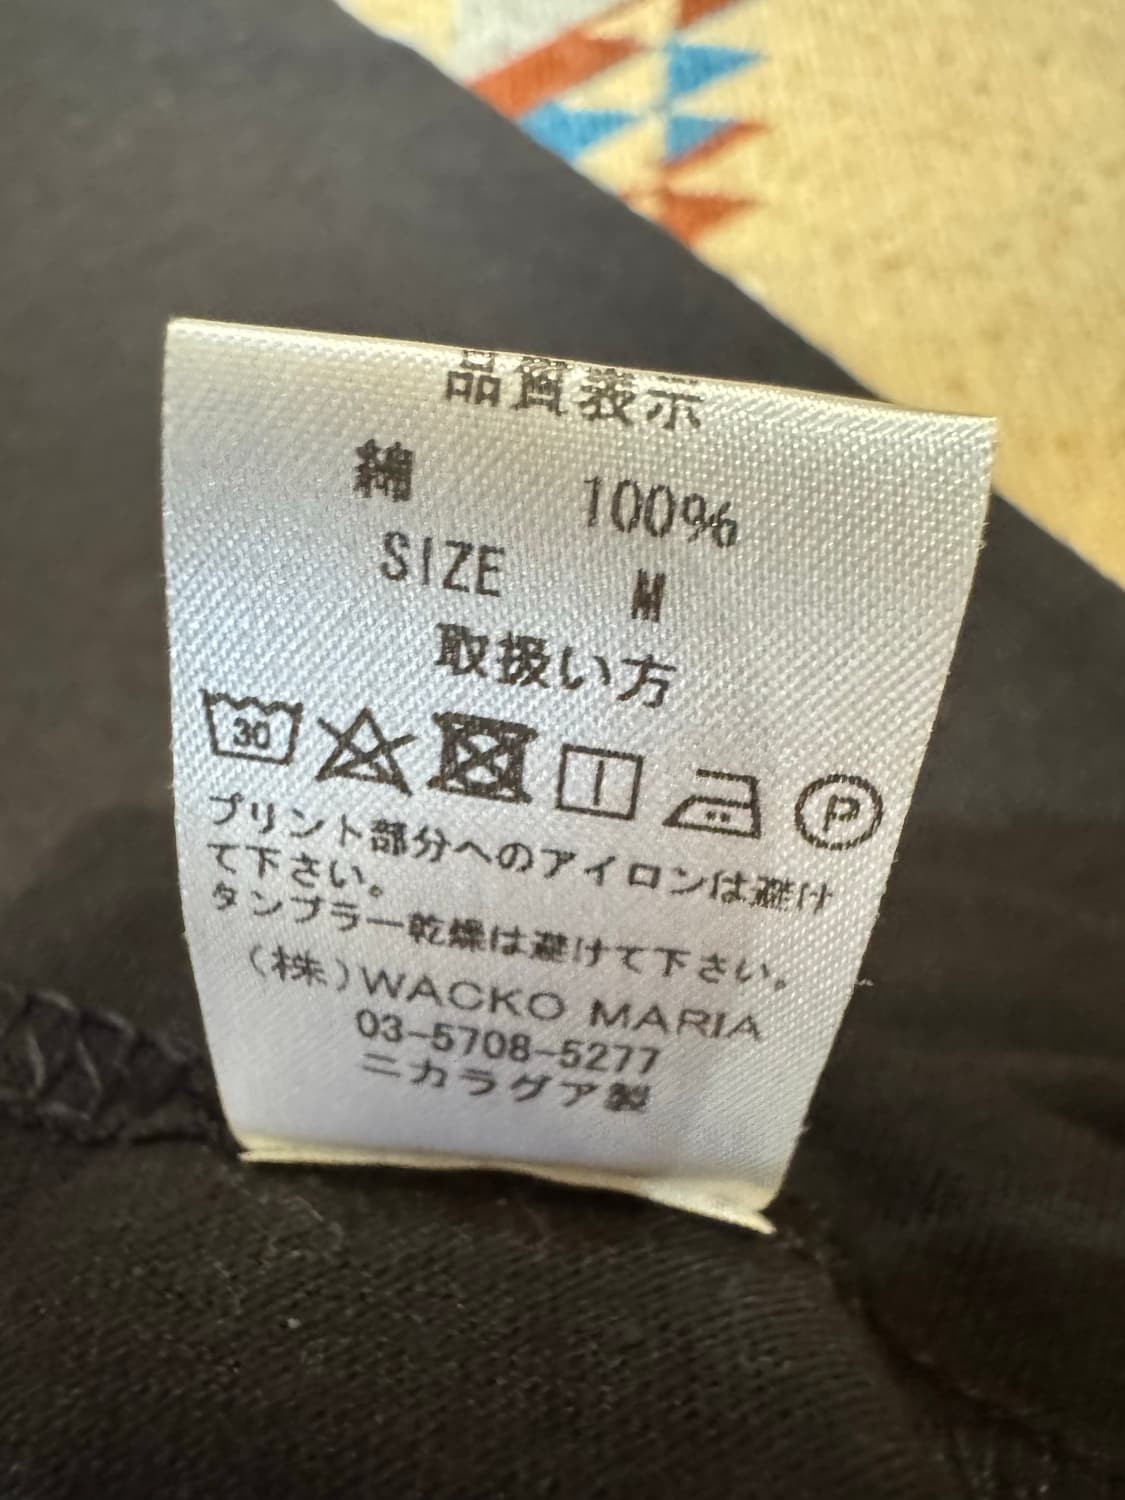 品質表示
綿 100%
SIZE M
取扱い方
30 P
プリント部分へのアイロンは避け
て下さい。
タンブラー乾燥は避けて下さい。
(株)WACKO MARIA
03-5708-5277
ニカラグア製